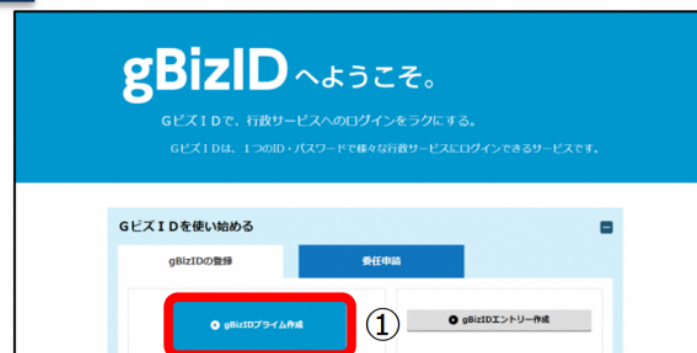 gBizIDへようこそ。
GビズIDで、行政サービスへのログインをラクにする。
GビズIDは、1つのID・パスワードで様々な行政サービスにログインできるサービスです。
GビズIDを使い始める
gBizIDの登録
委任申請
gBizIDプライム作成
①
gBizIDエントリー作成